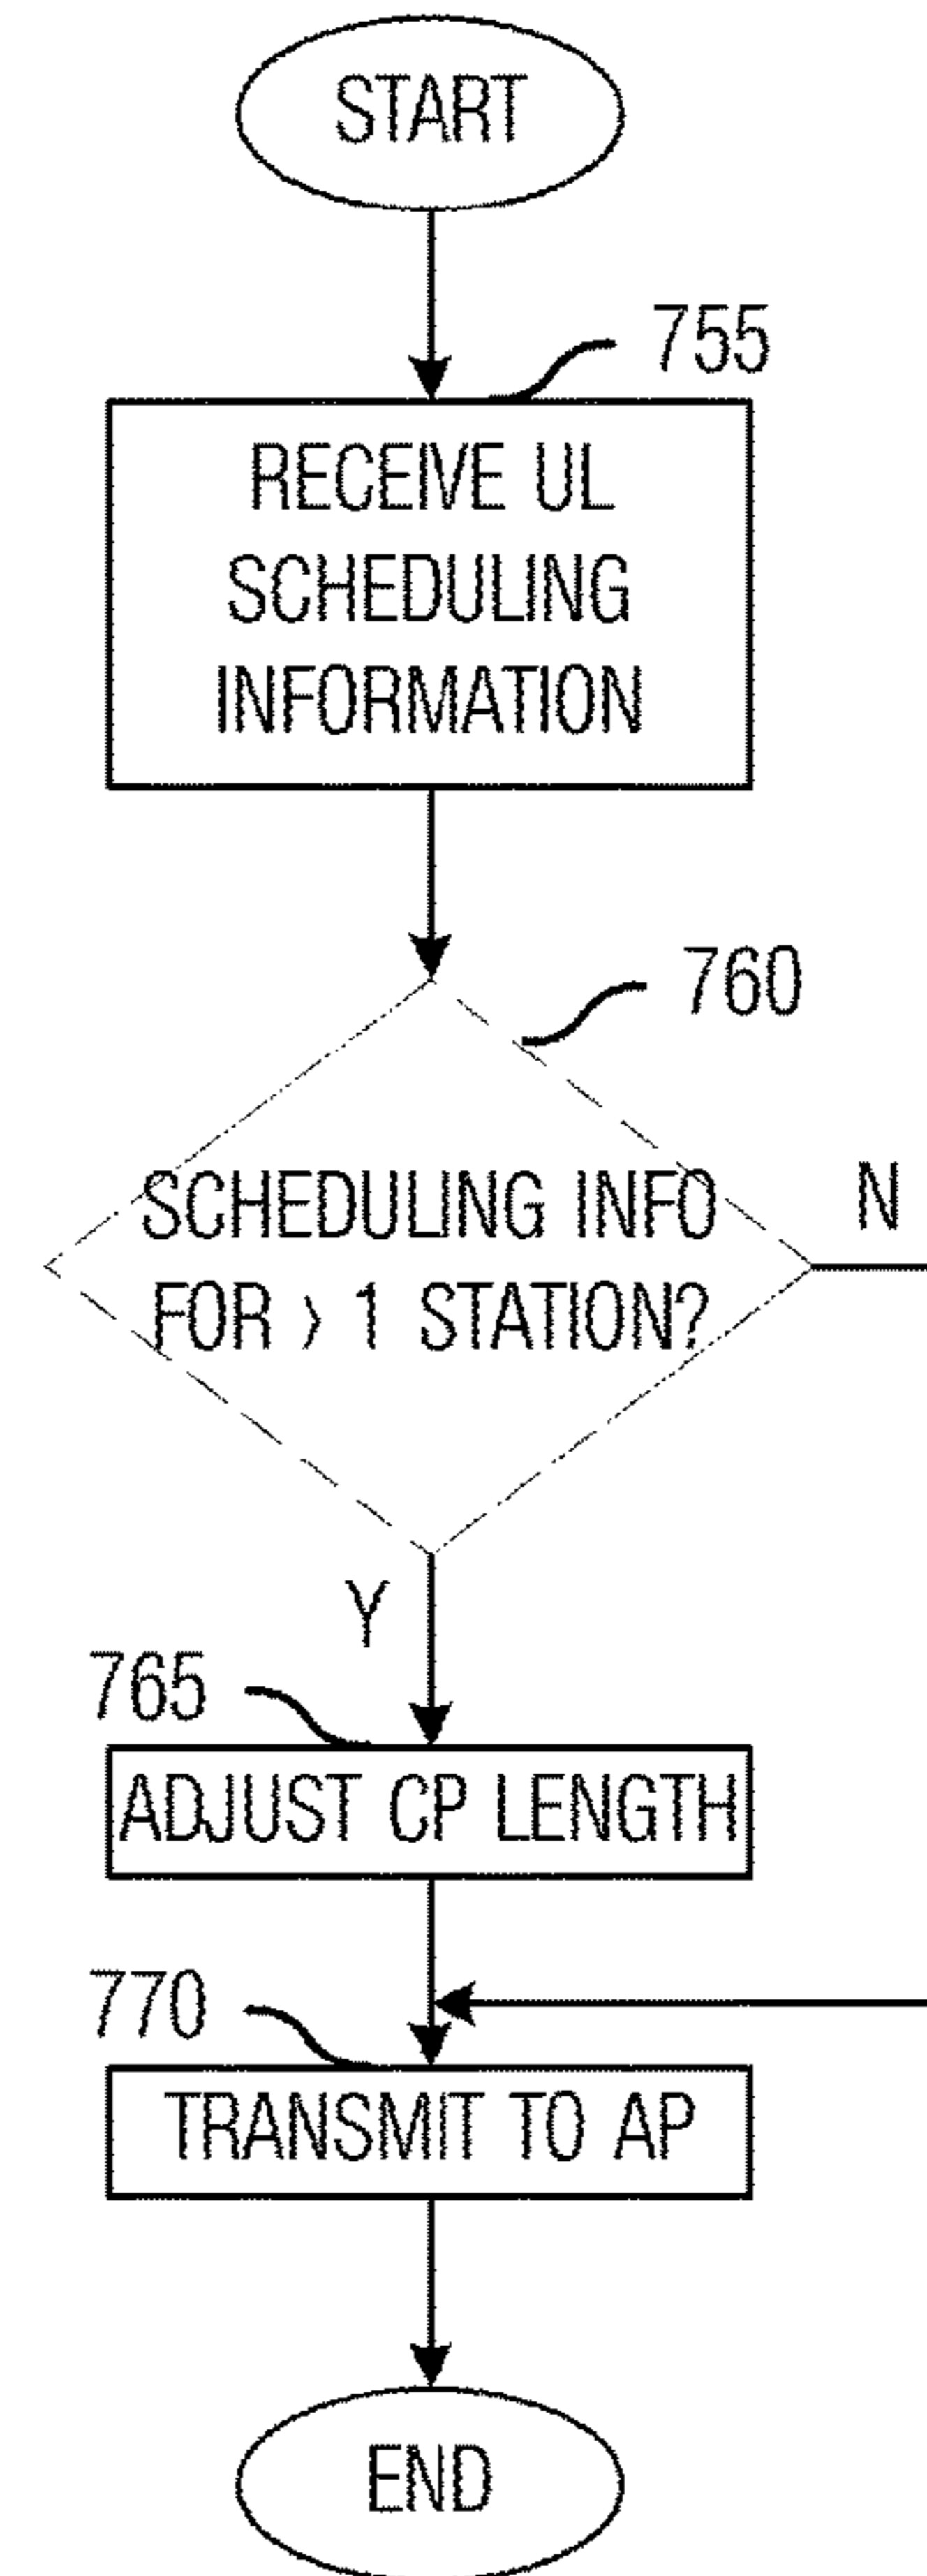 START
755
RECEIVE UL
SCHEDULING
INFORMATION
760
SCHEDULING INFO
FOR > 1 STATION?
N
Y
765
ADJUST CP LENGTH
770
TRANSMIT TO AP
END